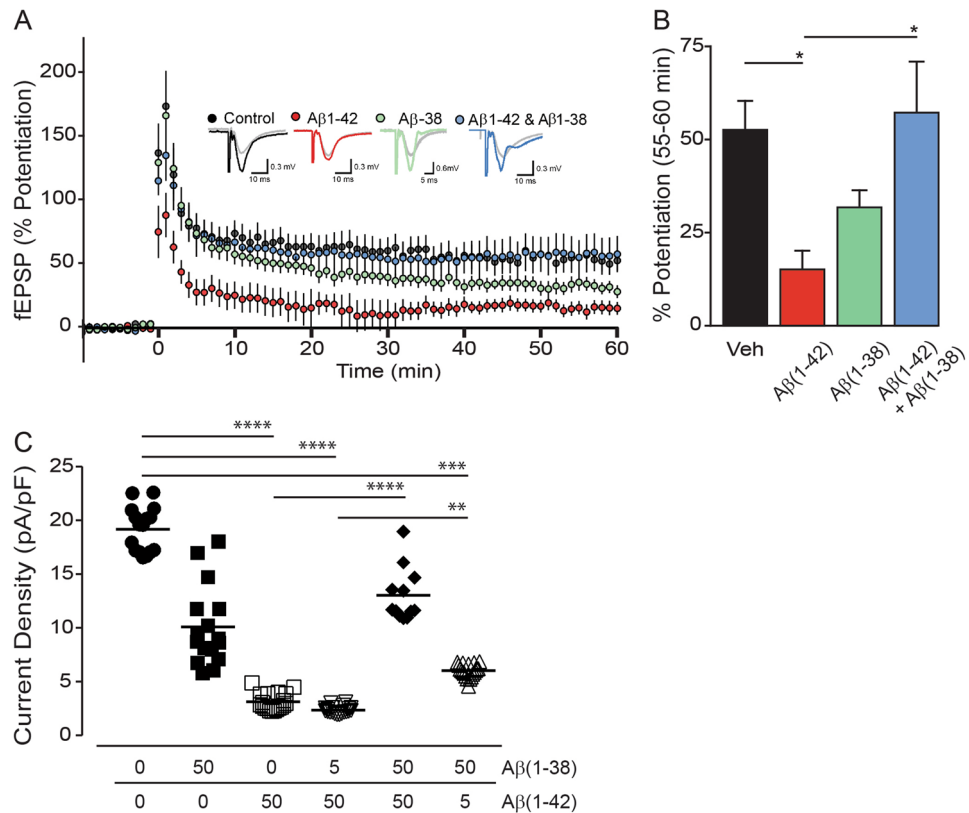 A
fEPSP (% Potentiation)
200
150
100
50
0
Control
Aβ1-42
Aβ-38
Aβ1-42 & Aβ1-38
0.3 mV
10 ms
0.3 mV
10 ms
0.6mV
5 ms
0.3 mV
10 ms
0
10
20
30
40
50
60
Time (min)
B
% Potentiation (55-60 min)
75
50
25
0
*
*
Veh
Aβ(1-42)
Aβ(1-38)
Aβ(1-42)
+ Aβ(1-38)
C
Current Density (pA/pF)
25
20
15
10
5
0
****
****
***
****
**
0 50 0 5 50 50 Aβ(1-38)
0 0 50 50 50 5 Aβ(1-42)